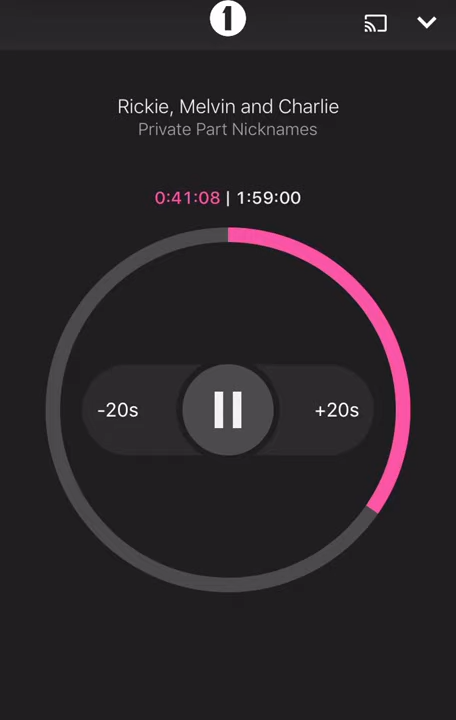 1
Rickie, Melvin and Charlie
Private Part Nicknames
0:41:08 | 1:59:00
-20s +20s